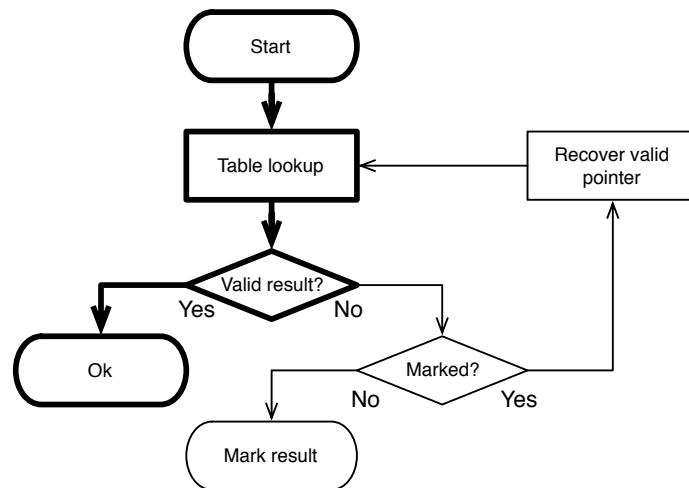 Start
Table lookup
Recover valid
pointer
Valid result?
Yes
No
Ok
Marked?
No
Yes
Mark result